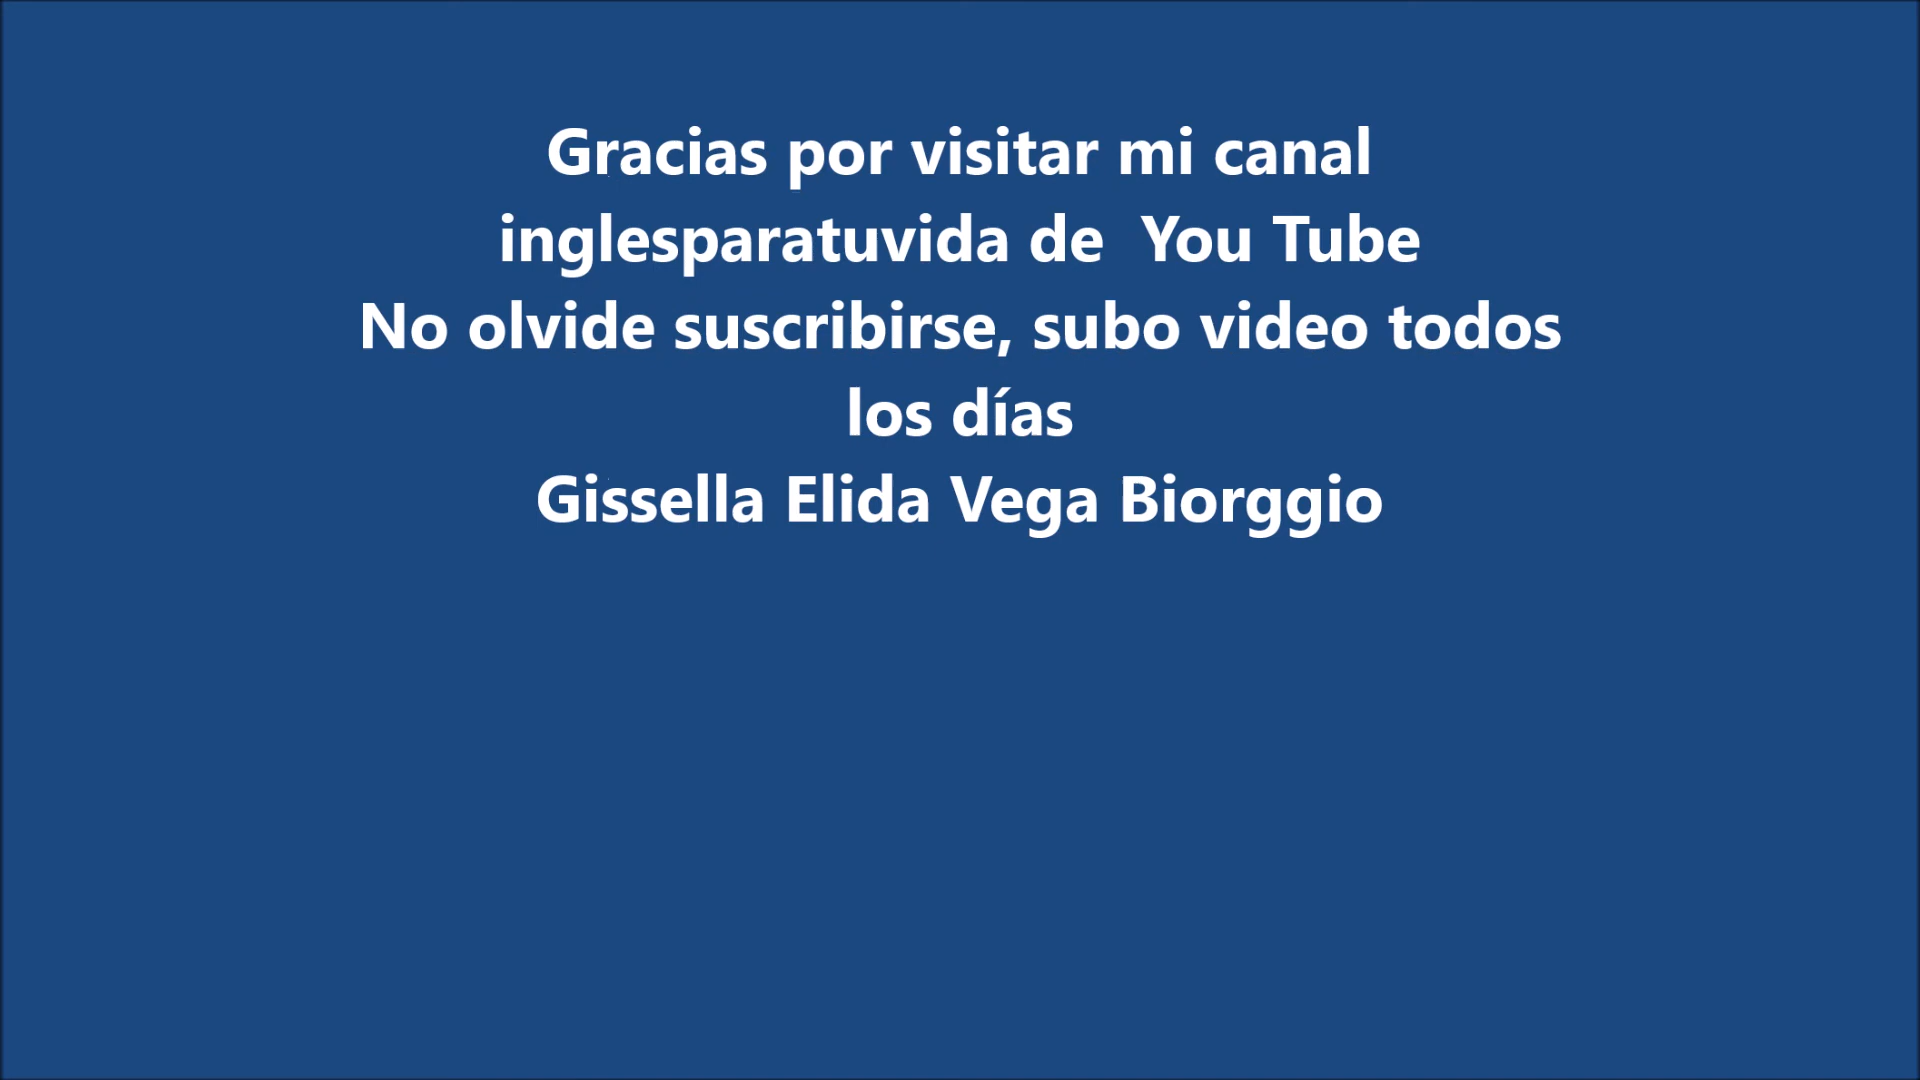 Gracias por visitar mi canal
inglesparatuvida de  You Tube
No olvide suscribirse, subo video todos
los días
Gissella Elida Vega Biorggio